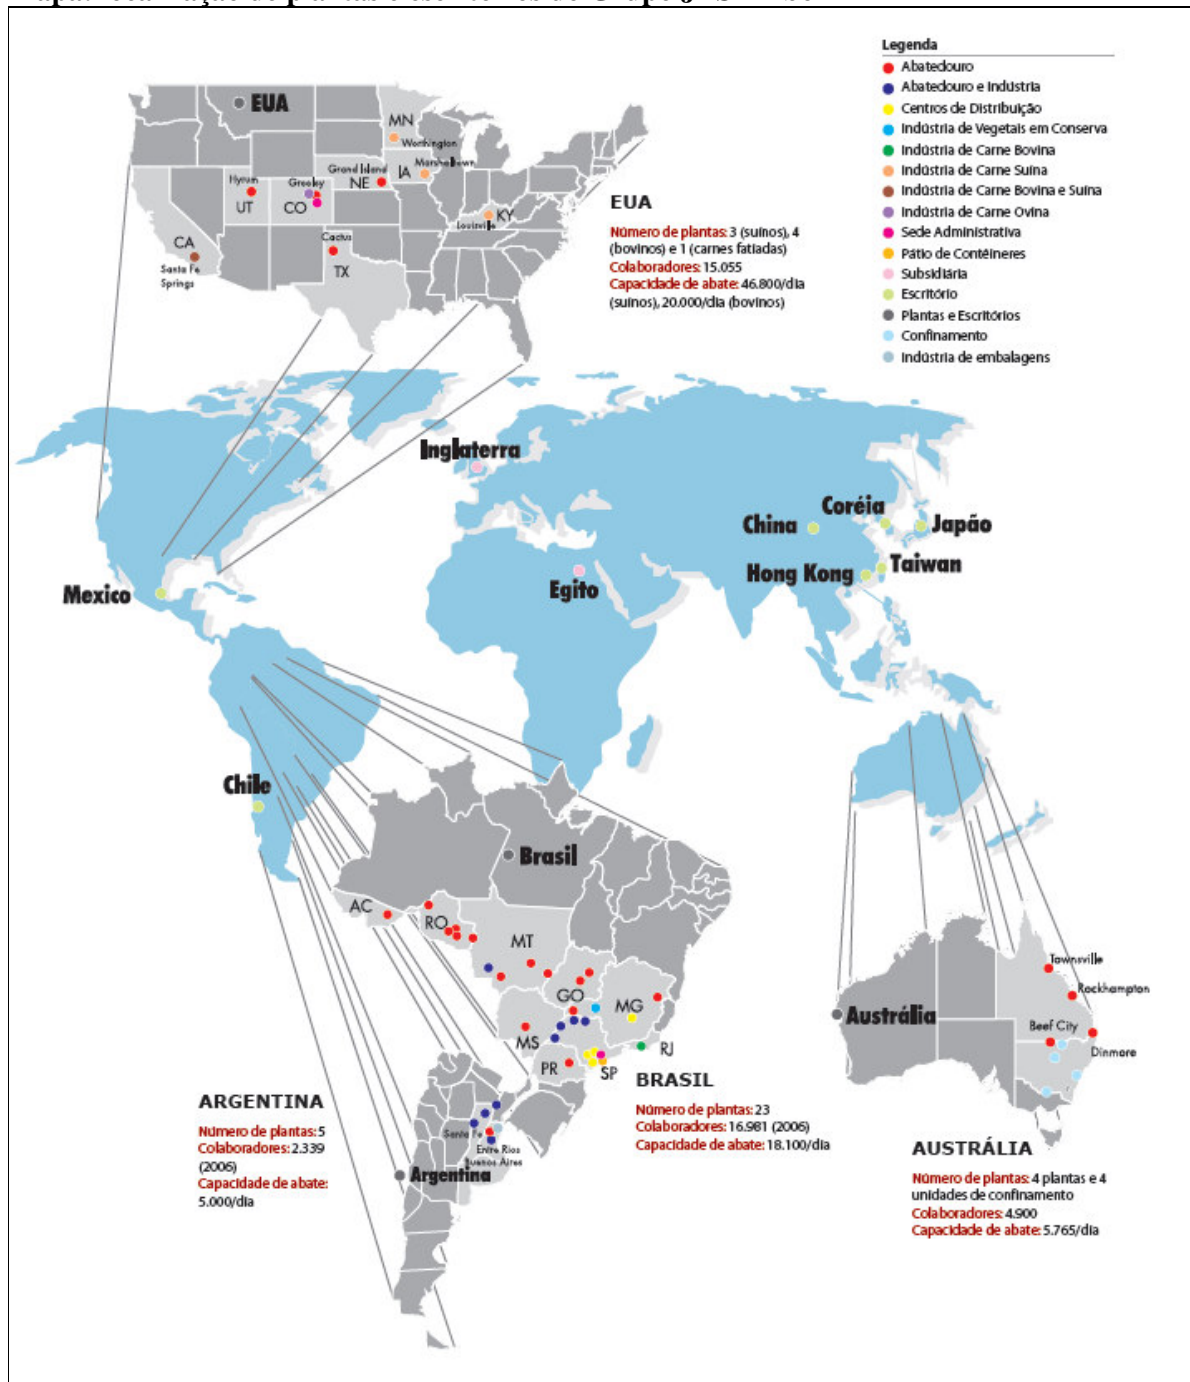 Legenda
Abatedouro
Abatedouro e Indústria
Centros de Distribuição
Indústria de Vegetais em Conserva
Indústria de Carne Bovina
Indústria de Carne Suína
Indústria de Carne Bovina e Suína
Indústria de Carne Ovina
Sede Administrativa
Pátio de Contêineres
Subsidiária
Escritório
Plantas e Escritórios
Confinamento
Indústria de embalagens
EUA
MN
Worthington
Marshalltown
IA
Grand Island
NE
Hyrum
UT
Greeley
CO
KY
Louisville
CA
Santa Fe
Springs
Cactus
TX
EUA
Número de plantas: 3 (suínos), 4
(bovinos) e 1 (carnes fatiadas)
Colaboradores: 15.055
Capacidade de abate: 46.800/dia
(suínos), 20.000/dia (bovinos)
Inglaterra
China
Coréia
Japão
Hong Kong
Taiwan
Egito
Mexico
Chile
Brasil
AC
RO
MT
GO
MG
MS
PR
SP
RJ
BRASIL
Número de plantas: 23
Colaboradores: 16.981 (2006)
Capacidade de abate: 18.100/dia
ARGENTINA
Número de plantas: 5
Colaboradores: 2.339
(2006)
Capacidade de abate:
5.000/dia
Santa Fe
Entre Rios
Buenos Aires
Argentina
Austrália
Townsville
Rockhampton
Beef City
Dinmore
AUSTRÁLIA
Número de plantas: 4 plantas e 4
unidades de confinamento
Colaboradores: 4.900
Capacidade de abate: 5.765/dia